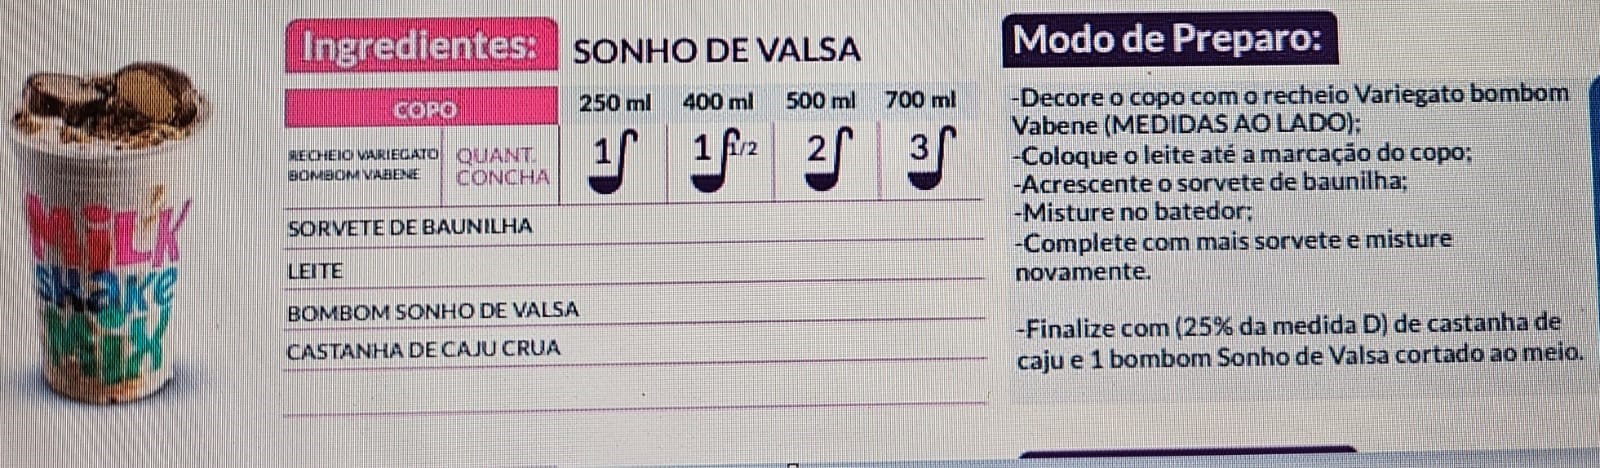 Ingredientes: SONHO DE VALSA
COPO 250 ml 400 ml 500 ml 700 ml
RECHEIO VARIEGATO
BOMBOM VABENE
QUANT.
CONCHA
1 1 1/2 2 3
SORVETE DE BAUNILHA
LEITE
BOMBOM SONHO DE VALSA
CASTANHA DE CAJU CRUA
Modo de Preparo:
-Decore o copo com o recheio Variegato bombom
Vabene (MEDIDAS AO LADO);
-Coloque o leite até a marcação do copo;
-Acrescente o sorvete de baunilha;
-Misture no batedor;
-Complete com mais sorvete e misture
novamente.
-Finalize com (25% da medida D) de castanha de
caju e 1 bombom Sonho de Valsa cortado ao meio.
MiLK
SHaKe
MiX